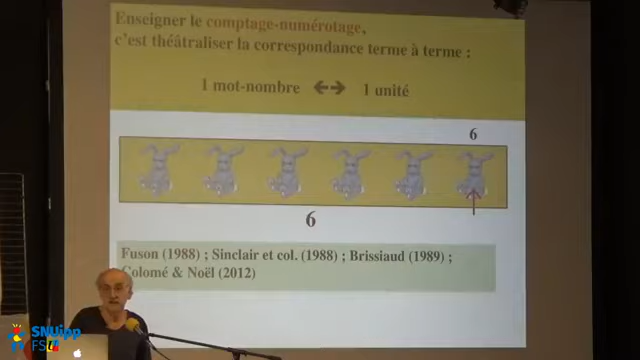 Enseigner le comptage-numérotage,
c'est théâtraliser la correspondance terme à terme :
1 mot-nombre ↔ 1 unité
6
6
Fuson (1988) ; Sinclair et col. (1988) ; Brissiaud (1989) ;
Colomé & Noël (2012)
SNUipp
FSU